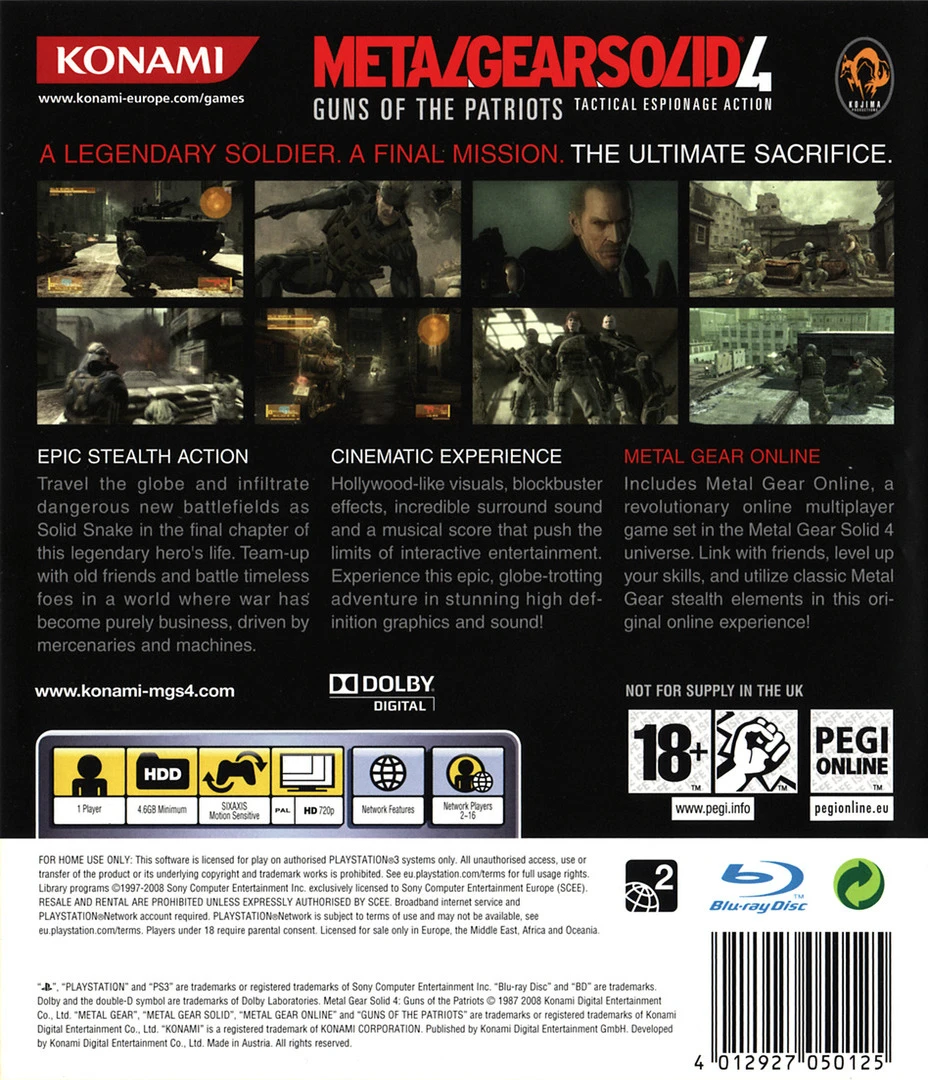 KONAMI
www.konami-europe.com/games
METAL GEAR SOLID 4
GUNS OF THE PATRIOTS TACTICAL ESPIONAGE ACTION
KOJIMA
PRODUCTIONS
A LEGENDARY SOLDIER. A FINAL MISSION. THE ULTIMATE SACRIFICE.
EPIC STEALTH ACTION
Travel the globe and infiltrate
dangerous new battlefields as
Solid Snake in the final chapter of
this legendary hero's life. Team-up
with old friends and battle timeless
foes in a world where war has
become purely business, driven by
mercenaries and machines.
CINEMATIC EXPERIENCE
Hollywood-like visuals, blockbuster
effects, incredible surround sound
and a musical score that push the
limits of interactive entertainment.
Experience this epic, globe-trotting
adventure in stunning high def-
inition graphics and sound!
METAL GEAR ONLINE
Includes Metal Gear Online, a
revolutionary online multiplayer
game set in the Metal Gear Solid 4
universe. Link with friends, level up
your skills, and utilize classic Metal
Gear stealth elements in this ori-
ginal online experience!
www.konami-mgs4.com
DOLBY
DIGITAL
NOT FOR SUPPLY IN THE UK
18+
™
™
www.pegi.info
PEGI
ONLINE
™
pegionline.eu
1 Player
HDD
4.6GB Minimum
SIXAXIS
Motion Sensitive
PAL HD 720p
Network Features
Network Players
2-16
FOR HOME USE ONLY: This software is licensed for play on authorised PLAYSTATION®3 systems only. All unauthorised access, use or
transfer of the product or its underlying copyright and trademark works is prohibited. See eu.playstation.com/terms for full usage rights.
Library programs ©1997-2008 Sony Computer Entertainment Inc. exclusively licensed to Sony Computer Entertainment Europe (SCEE).
RESALE AND RENTAL ARE PROHIBITED UNLESS EXPRESSLY AUTHORISED BY SCEE. Broadband internet service and
PLAYSTATION®Network account required. PLAYSTATION®Network is subject to terms of use and may not be available, see
eu.playstation.com/terms. Players under 18 require parental consent. Licensed for sale only in Europe, the Middle East, Africa and Oceania.
2
Blu-ray Disc™
"", "PLAYSTATION" and "PS3" are trademarks or registered trademarks of Sony Computer Entertainment Inc. "Blu-ray Disc" and "BD" are trademarks.
Dolby and the double-D symbol are trademarks of Dolby Laboratories. Metal Gear Solid 4: Guns of the Patriots © 1987 2008 Konami Digital Entertainment
Co., Ltd. "METAL GEAR", "METAL GEAR SOLID", "METAL GEAR ONLINE" and "GUNS OF THE PATRIOTS" are trademarks or registered trademarks of Konami
Digital Entertainment Co., Ltd. "KONAMI" is a registered trademark of KONAMI CORPORATION. Published by Konami Digital Entertainment GmbH. Developed
by Konami Digital Entertainment Co., Ltd. Made in Austria. All rights reserved.
4 012927 050125